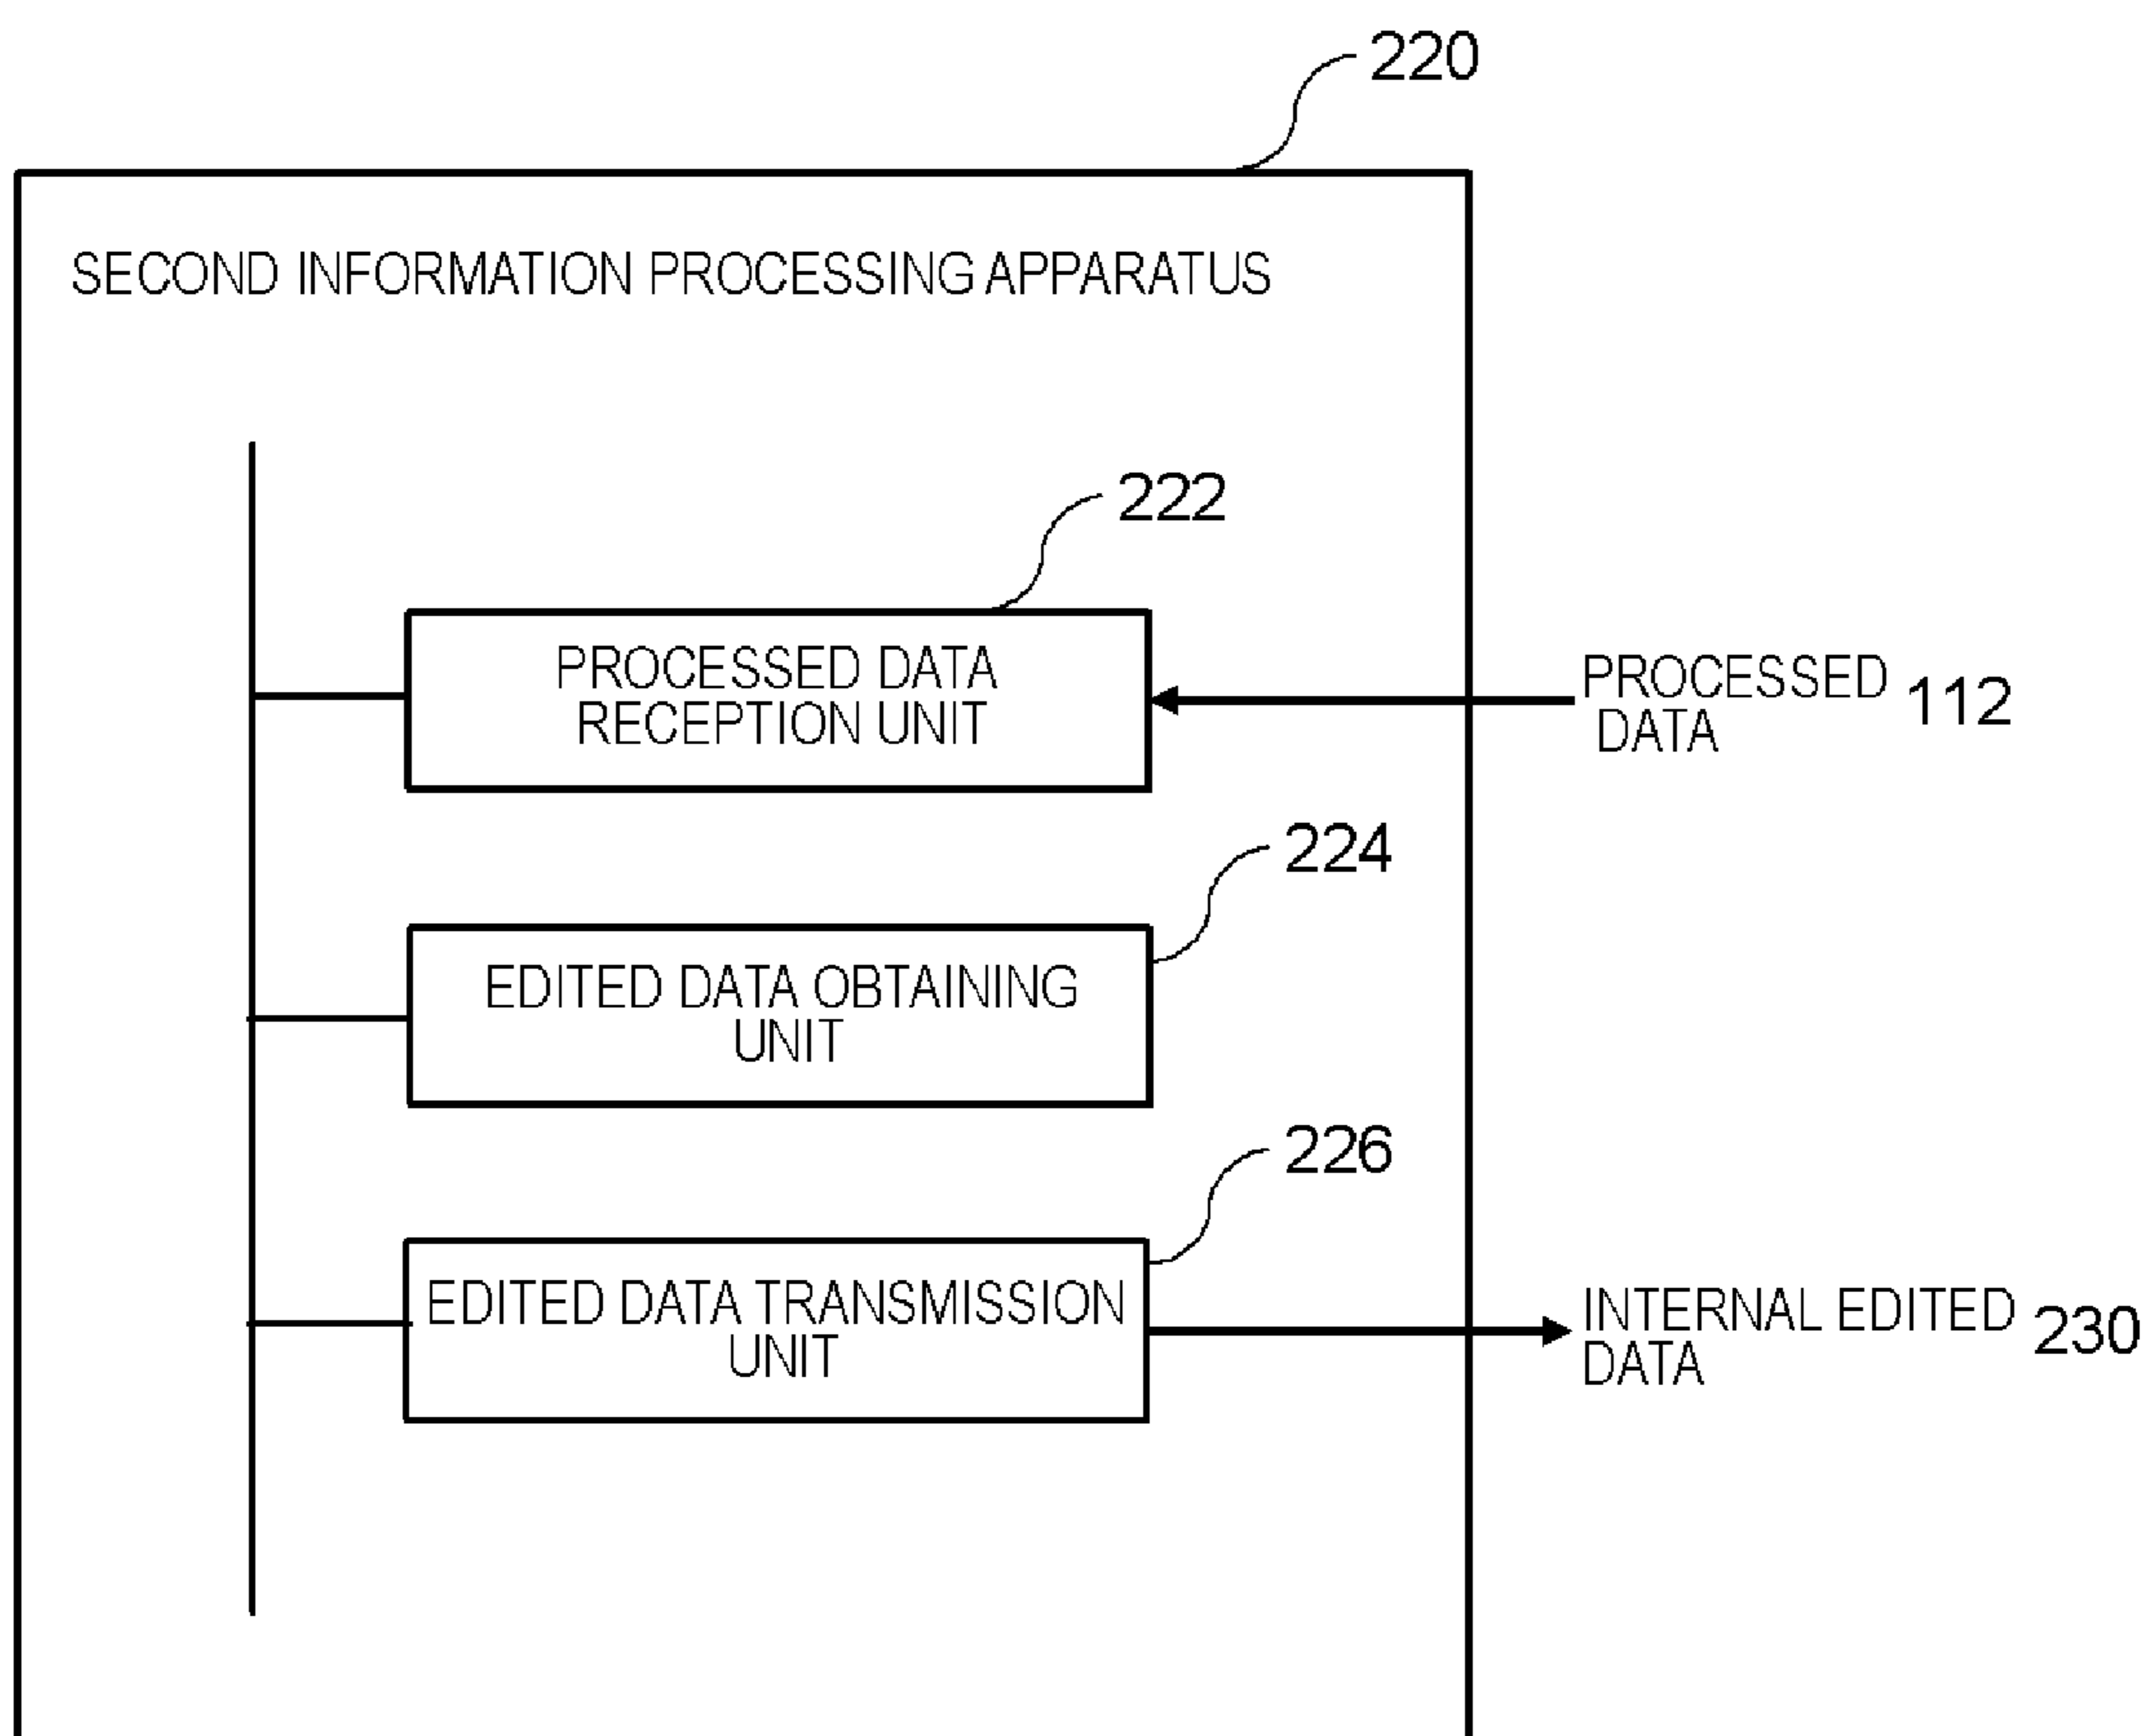 220
SECOND INFORMATION PROCESSING APPARATUS
222
PROCESSED DATA
RECEPTION UNIT
PROCESSED
DATA
112
224
EDITED DATA OBTAINING
UNIT
226
EDITED DATA TRANSMISSION
UNIT
INTERNAL EDITED
DATA
230